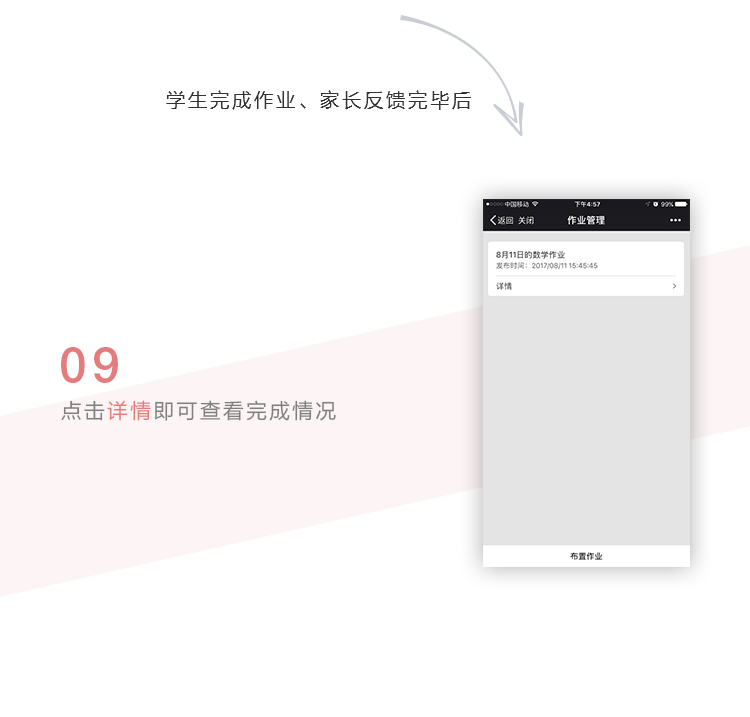 学生完成作业、家长反馈完毕后
中国移动 下午4:57 99%
返回 关闭 作业管理
8月11日的数学作业
发布时间：2017/08/11 15:45:45
详情
09
点击详情即可查看完成情况
布置作业